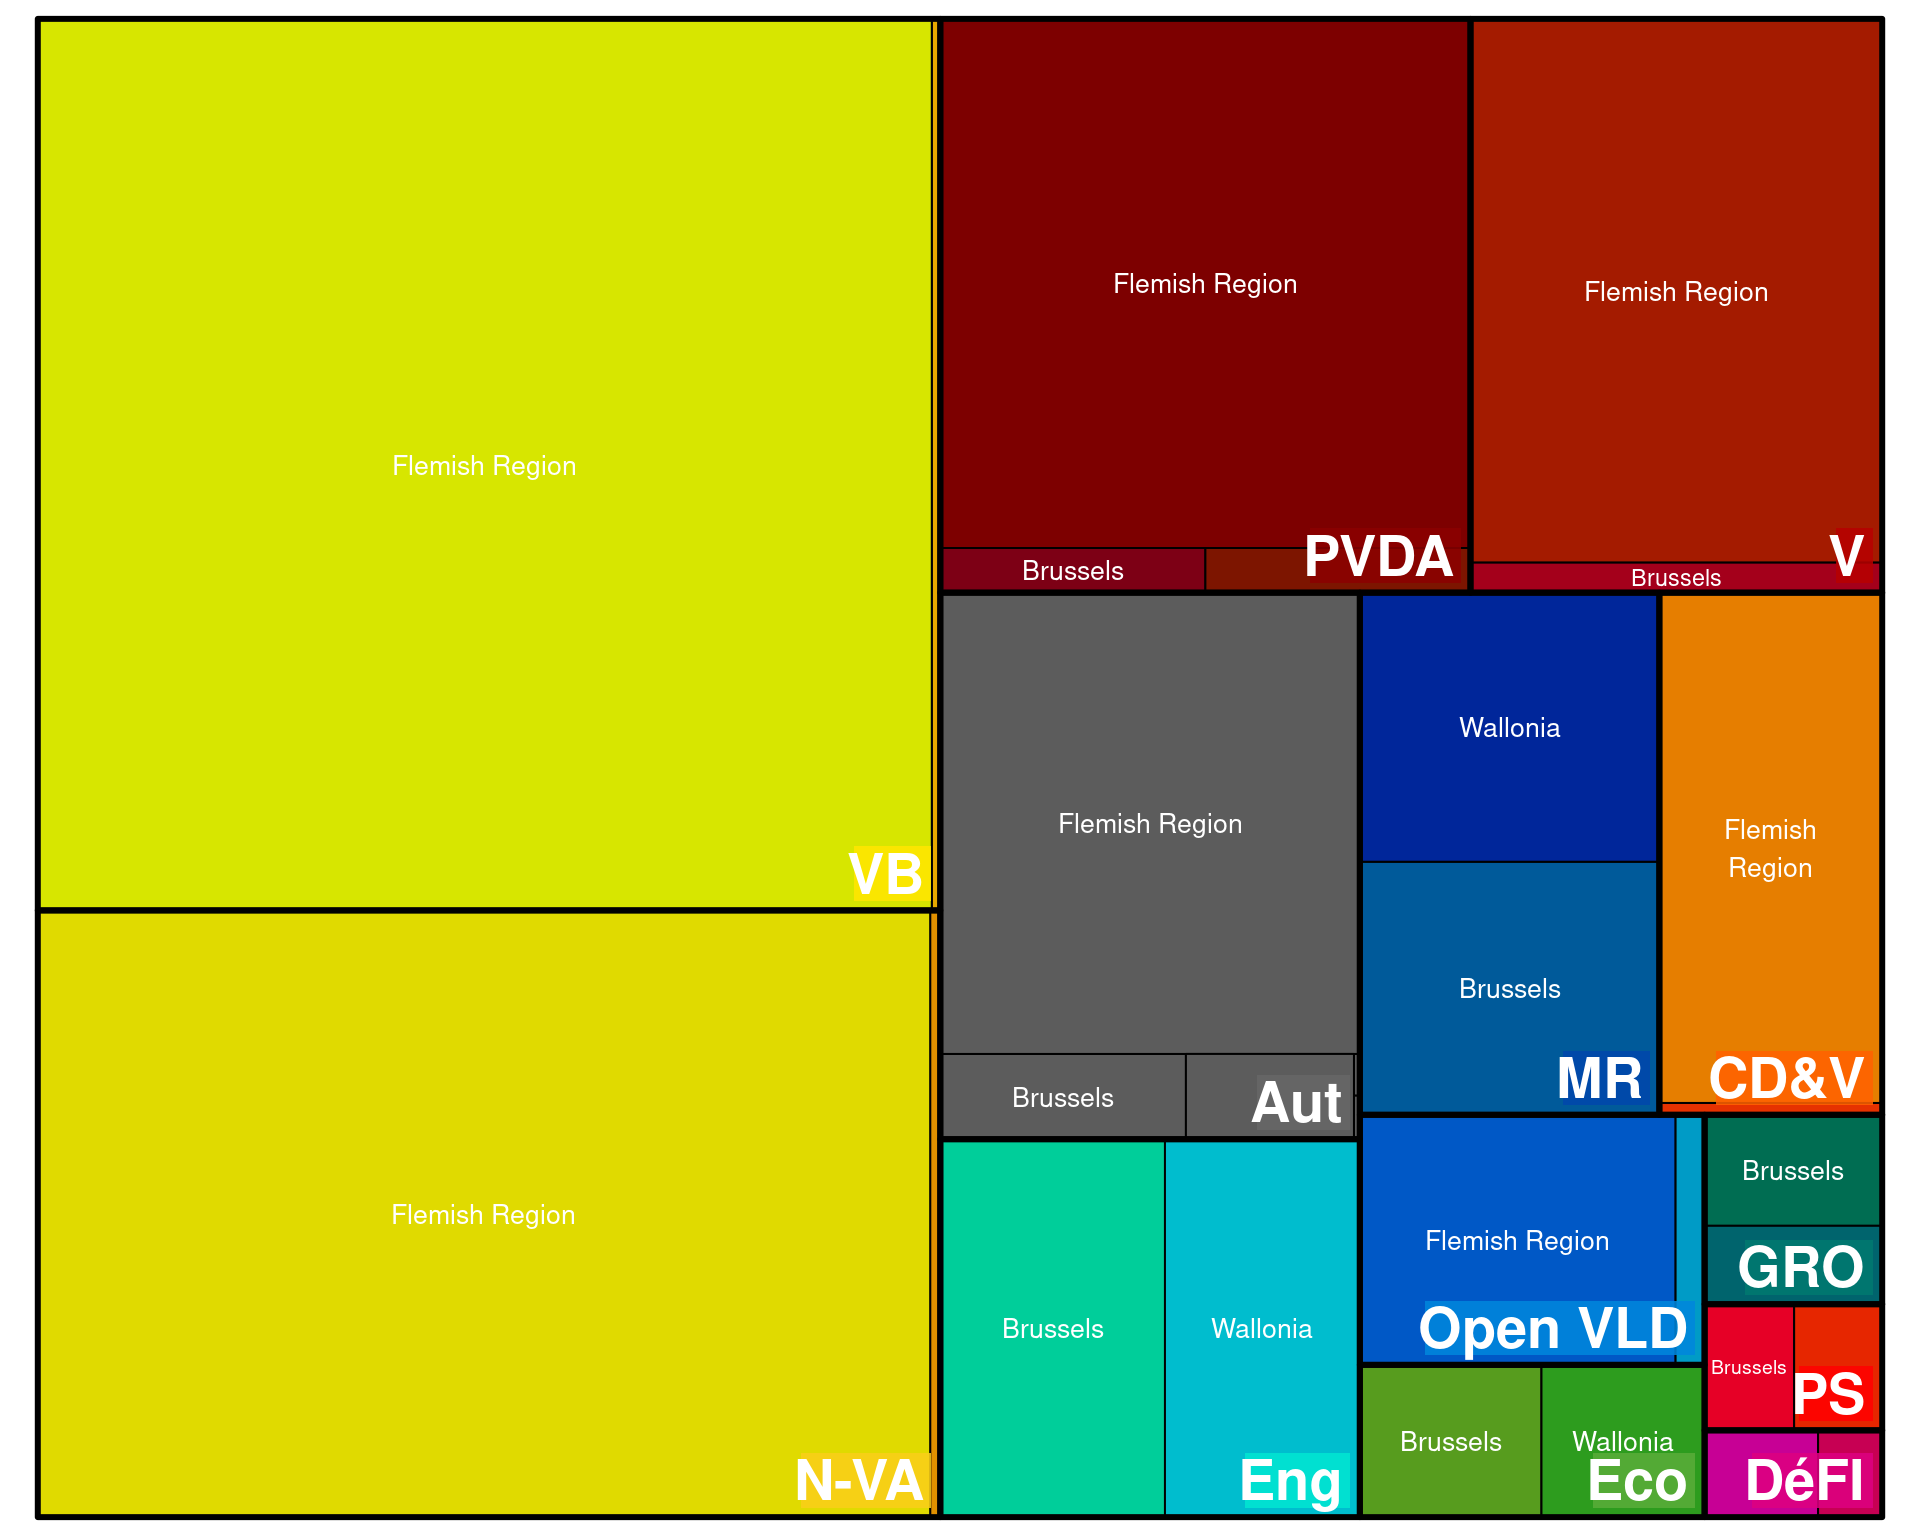 Flemish Region
VB
Flemish Region
N-VA
Flemish Region
Brussels
PVDA
Flemish Region
Brussels
V
Flemish Region
Brussels
Aut
Wallonia
Brussels
MR
Flemish
Region
CD&V
Brussels
Wallonia
Eng
Flemish Region
Open VLD
Brussels
Wallonia
Eco
Brussels
GRO
Brussels
PS
DéFI